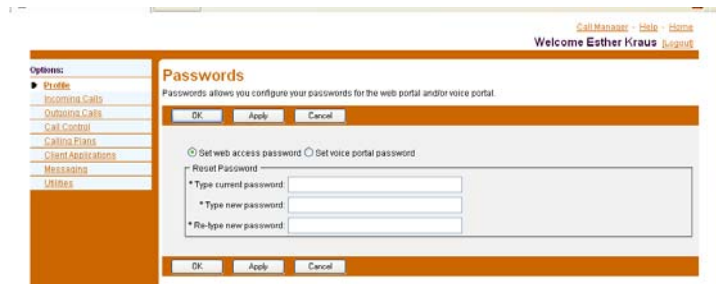 Call Manager - Help - Home
Welcome Esther Kraus [Logout]
Options:
Profile
Incoming Calls
Outgoing Calls
Call Control
Calling Plans
Client Applications
Messaging
Utilities
Passwords
Passwords allows you configure your passwords for the web portal and/or voice portal.
OK Apply Cancel
Set web access password Set voice portal password
Reset Password
* Type current password:
* Type new password:
* Re-type new password:
OK Apply Cancel